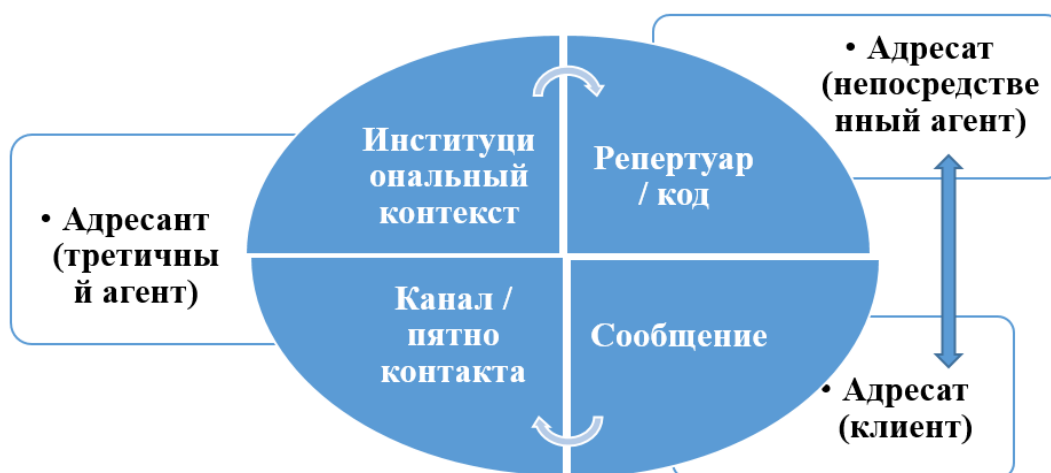 • Адресант
(третичны
й агент)
Институци
ональный
контекст
Репертуар
/ код
• Адресат
(непосредстве
нный агент)
Канал /
пятно
контакта
Сообщение
• Адресат
(клиент)